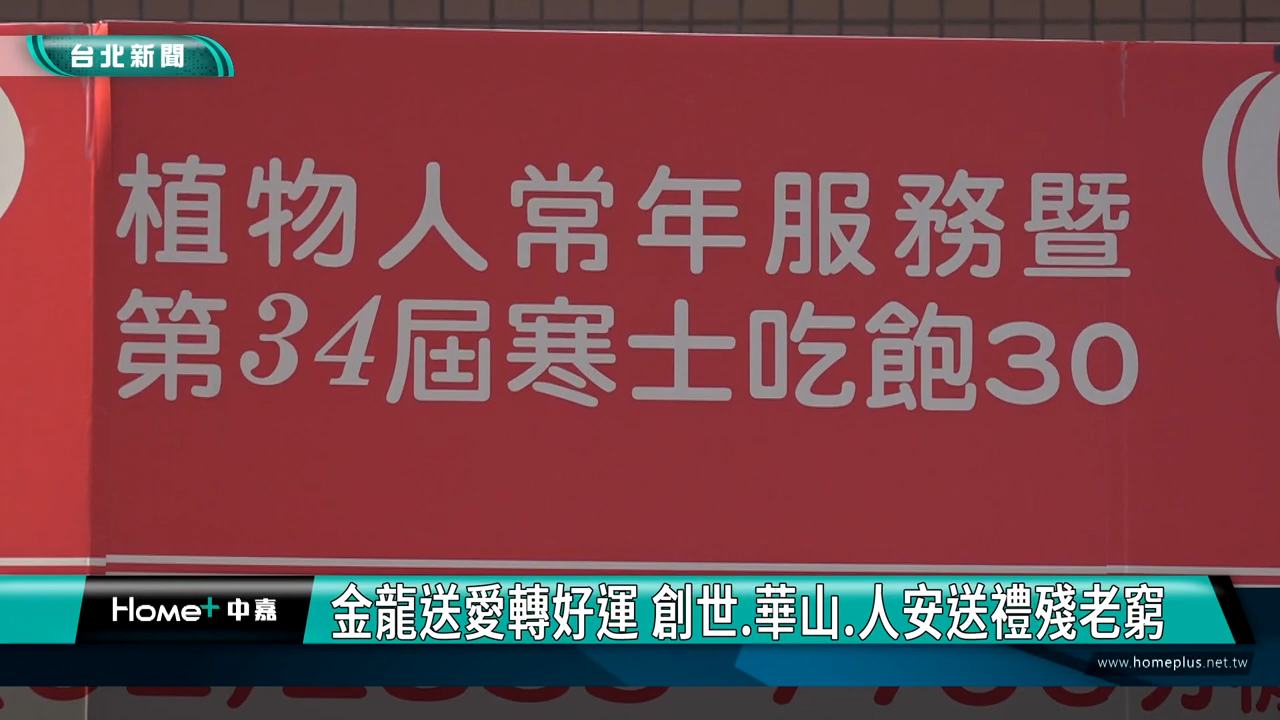 台北新聞
植物人常年服務暨
第34屆寒士吃飽30
Home+中嘉
金龍送愛轉好運 創世.華山.人安送禮殘老窮
www.homeplus.net.tw